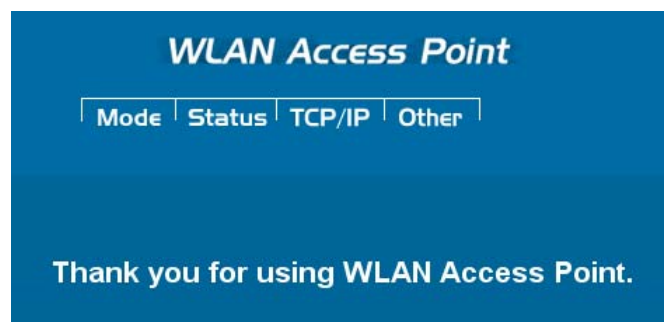 WLAN Access Point
Mode Status TCP/IP Other
Thank you for using WLAN Access Point.